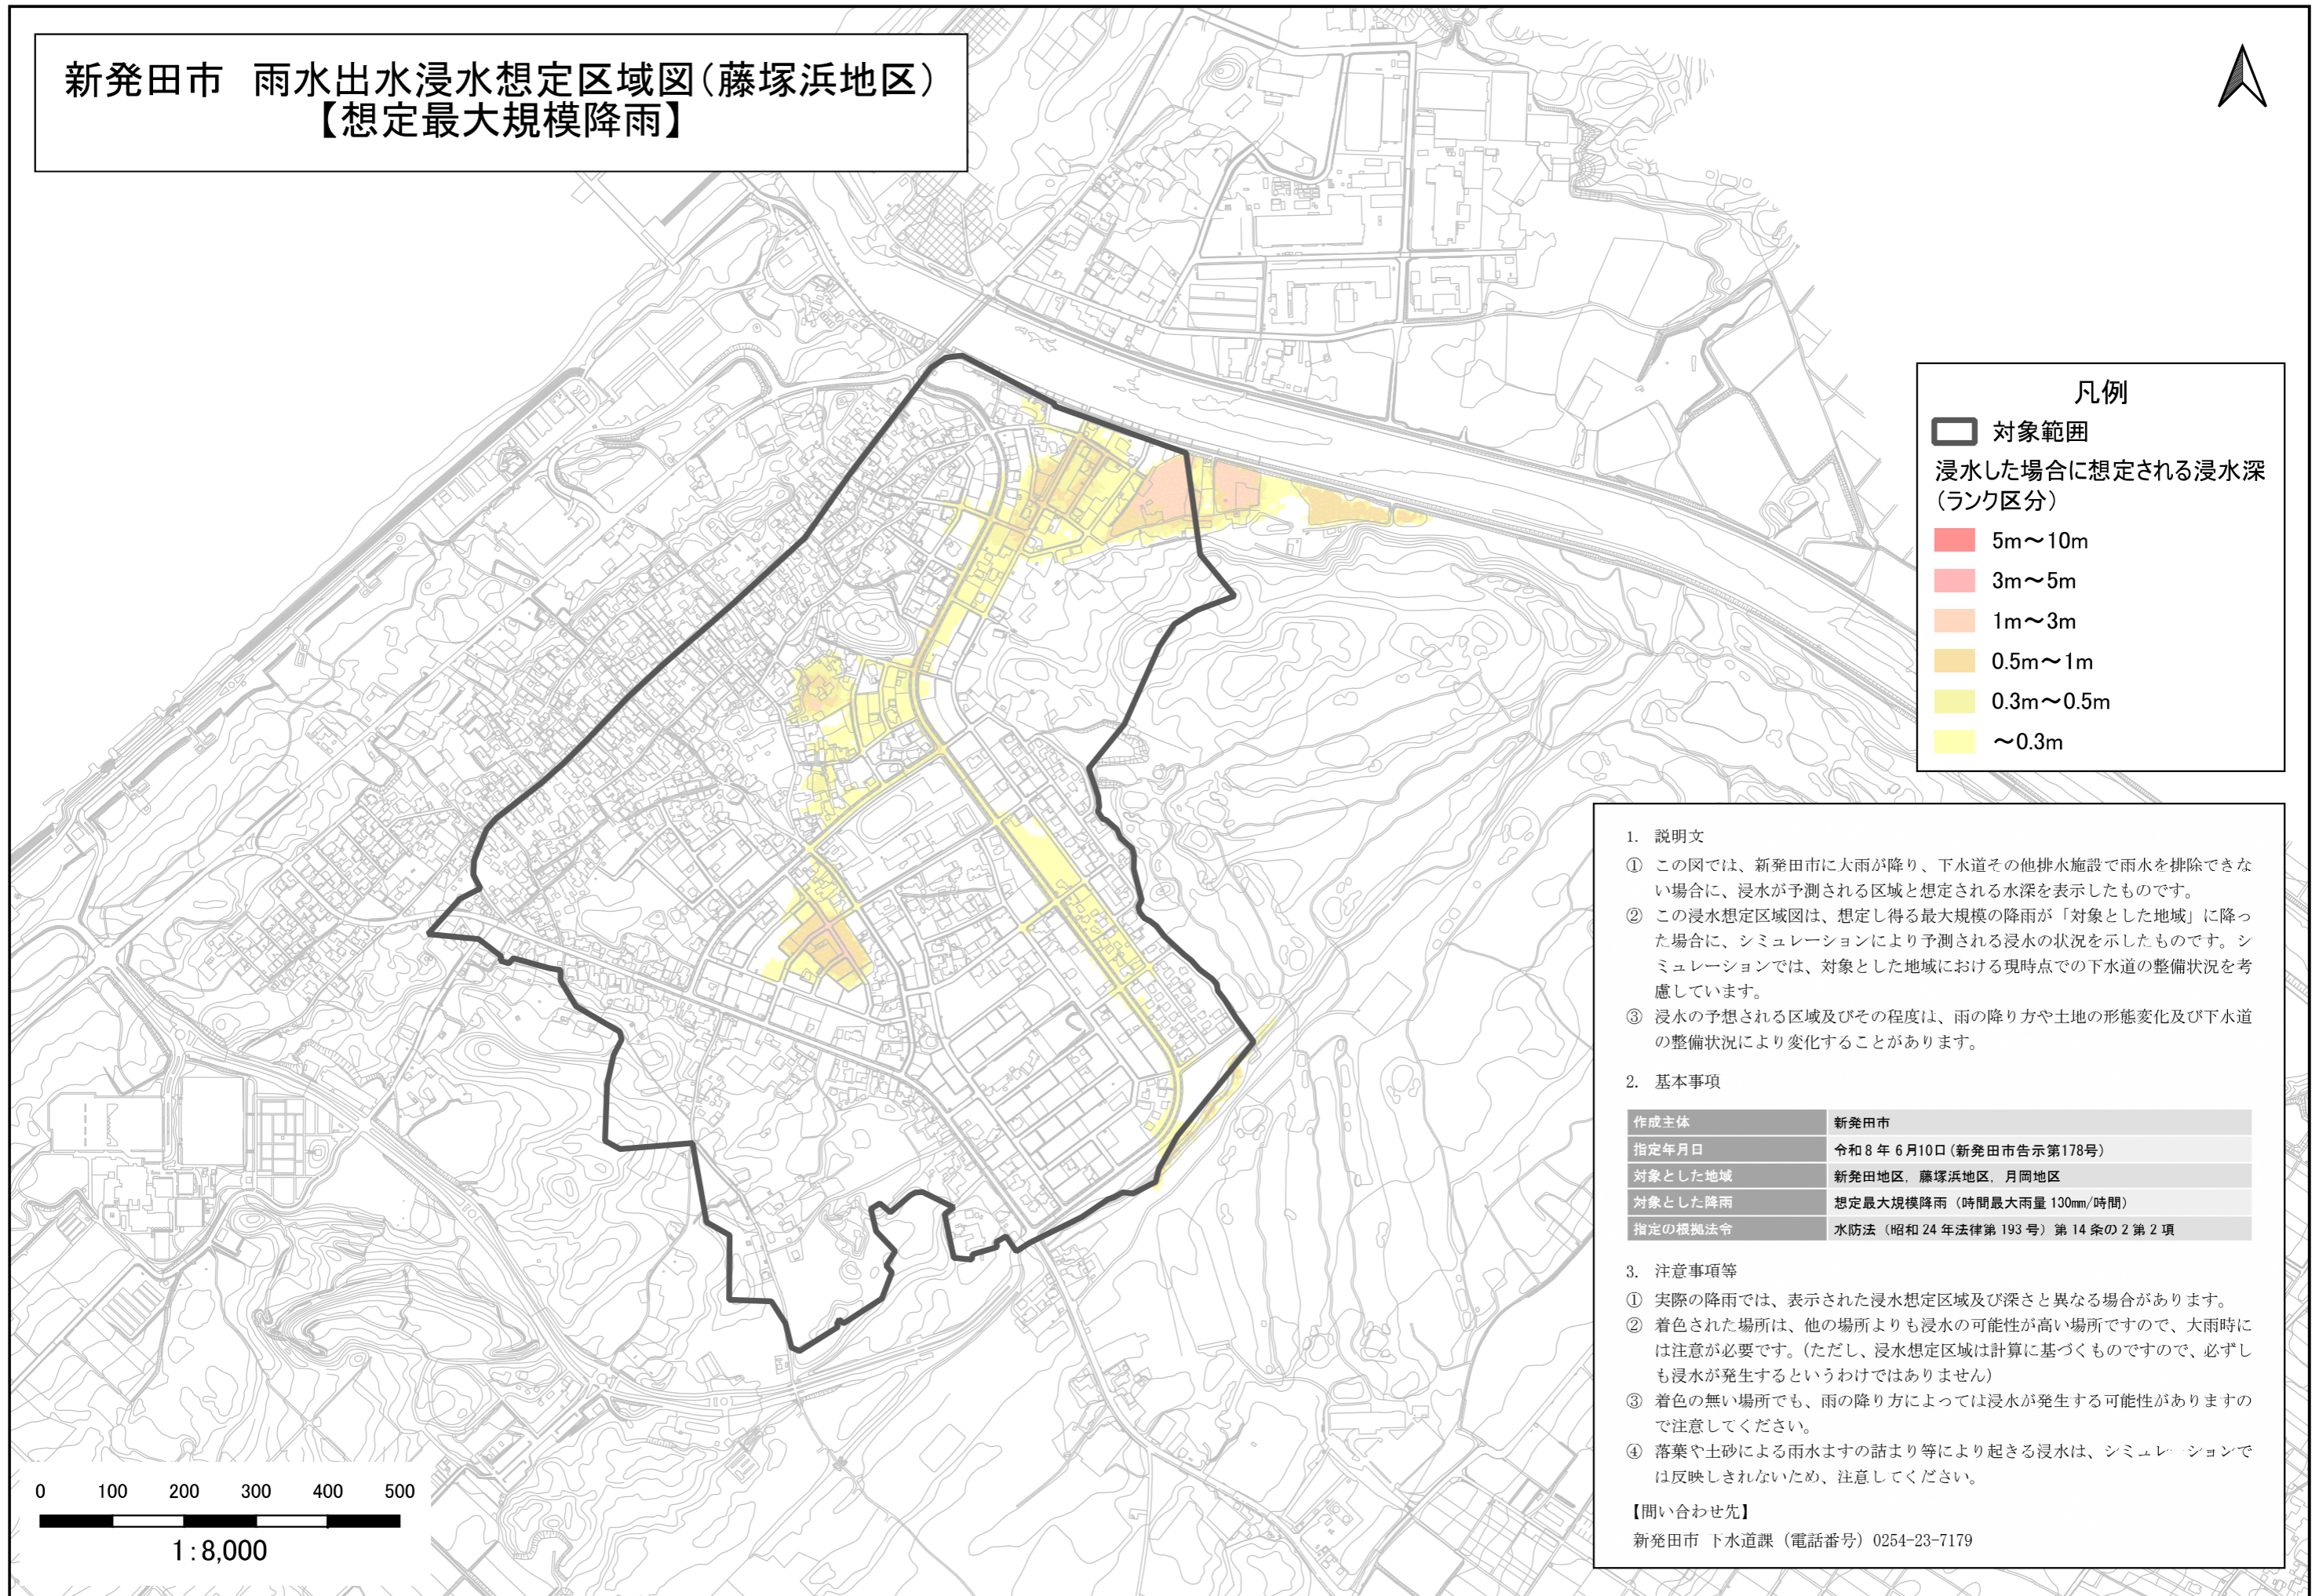 新発田市 雨水出水浸水想定区域図(藤塚浜地区)
【想定最大規模降雨】
凡例
対象範囲
浸水した場合に想定される浸水深
(ランク区分)
5m～10m
3m～5m
1m～3m
0.5m～1m
0.3m～0.5m
～0.3m
1. 説明文
① この図では、新発田市に大雨が降り、下水道その他排水施設で雨水を排除できな
い場合に、浸水が予測される区域と想定される水深を表示したものです。
② この浸水想定区域図は、想定し得る最大規模の降雨が「対象とした地域」に降っ
た場合に、シミュレーションにより予測される浸水の状況を示したものです。シ
ミュレーションでは、対象とした地域における現時点での下水道の整備状況を考
慮しています。
③ 浸水の予想される区域及びその程度は、雨の降り方や土地の形態変化及び下水道
の整備状況により変化することがあります。
2. 基本事項
作成主体 新発田市
指定年月日 令和8年6月10日(新発田市告示第178号)
対象とした地域 新発田地区, 藤塚浜地区, 月岡地区
対象とした降雨 想定最大規模降雨(時間最大雨量130mm/時間)
指定の根拠法令 水防法(昭和24年法律第193号)第14条の2第2項
3. 注意事項等
① 実際の降雨では、表示された浸水想定区域及び深さと異なる場合があります。
② 着色された場所は、他の場所よりも浸水の可能性が高い場所ですので、大雨時に
は注意が必要です。(ただし、浸水想定区域は計算に基づくものですので、必ずし
も浸水が発生するというわけではありません)
③ 着色の無い場所でも、雨の降り方によっては浸水が発生する可能性がありますの
で注意してください。
④ 落葉や土砂による雨水ますの詰まり等により起きる浸水は、シミュレーションで
は反映しきれないため、注意してください。
【問い合わせ先】
新発田市 下水道課(電話番号)0254-23-7179
0 100 200 300 400 500
1:8,000